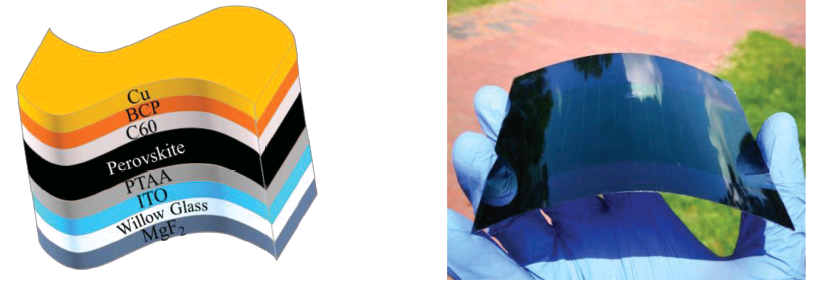 Cu
BCP
C60
Perovskite
PTAA
ITO
Willow Glass
MgF₂